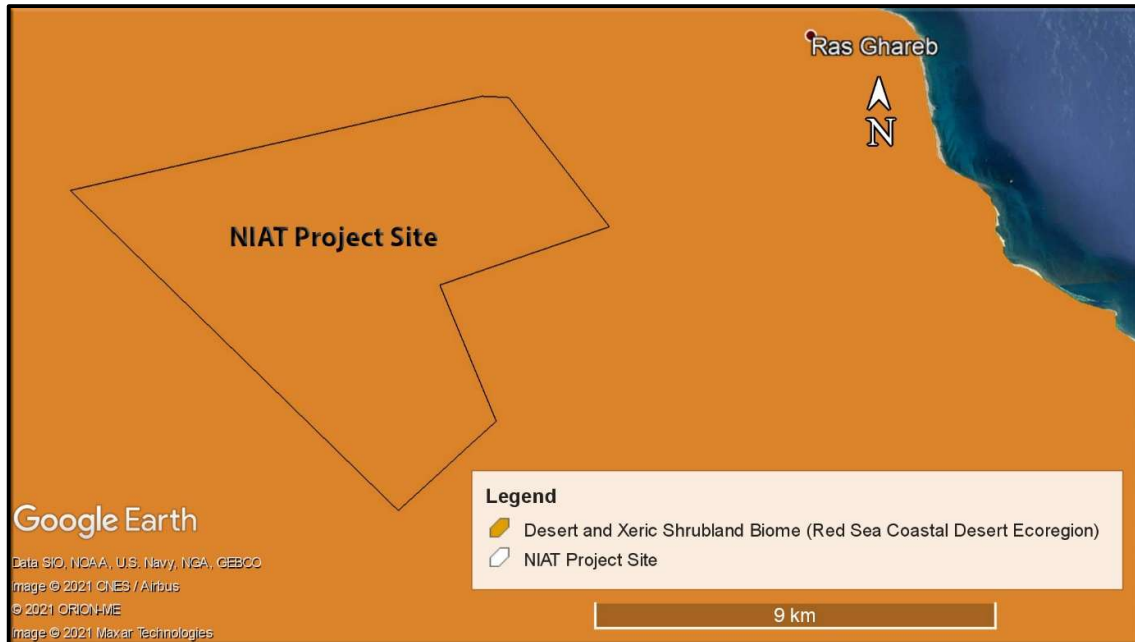 Ras Ghareb
N
NIAT Project Site
Legend
Desert and Xeric Shrubland Biome (Red Sea Coastal Desert Ecoregion)
NIAT Project Site
9 km
Google Earth
Data SIO, NOAA, U.S. Navy, NGA, GEBCO
Image © 2021 CNES / Airbus
© 2021 ORION-ME
Image © 2021 Maxar Technologies